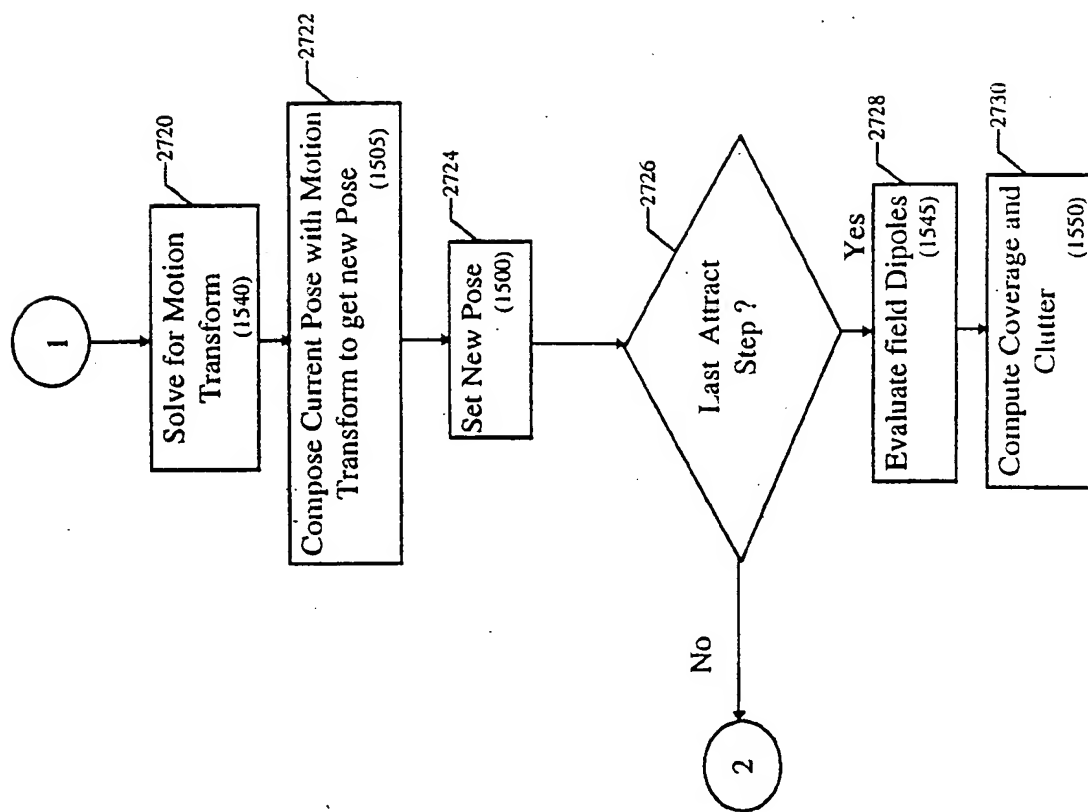 1
2720
Solve for Motion
Transform
(1540)
2722
Compose Current Pose with Motion
Transform to get new Pose
(1505)
2724
Set New Pose
(1500)
2726
Last Attract
Step ?
No
2
Yes
2728
Evaluate field Dipoles
(1545)
2730
Compute Coverage and
Clutter
(1550)